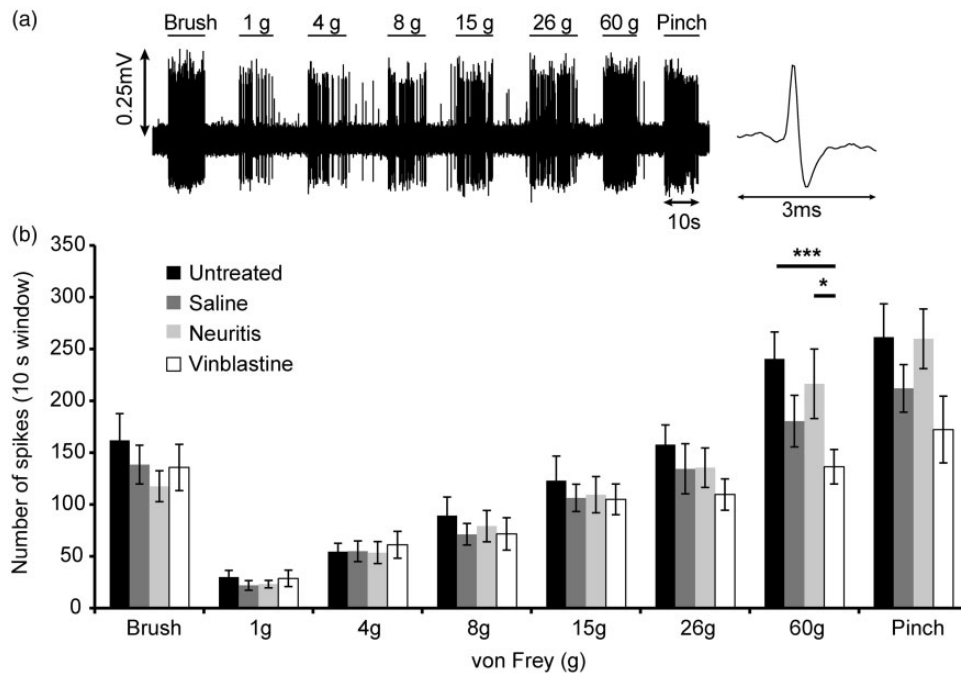 (a)
Brush 1 g 4 g 8 g 15 g 26 g 60 g Pinch
0.25mV
10s
3ms
(b)
Number of spikes (10 s window)
350
300
250
200
150
100
50
0
Untreated
Saline
Neuritis
Vinblastine
***
*
Brush 1g 4g 8g 15g 26g 60g Pinch
von Frey (g)